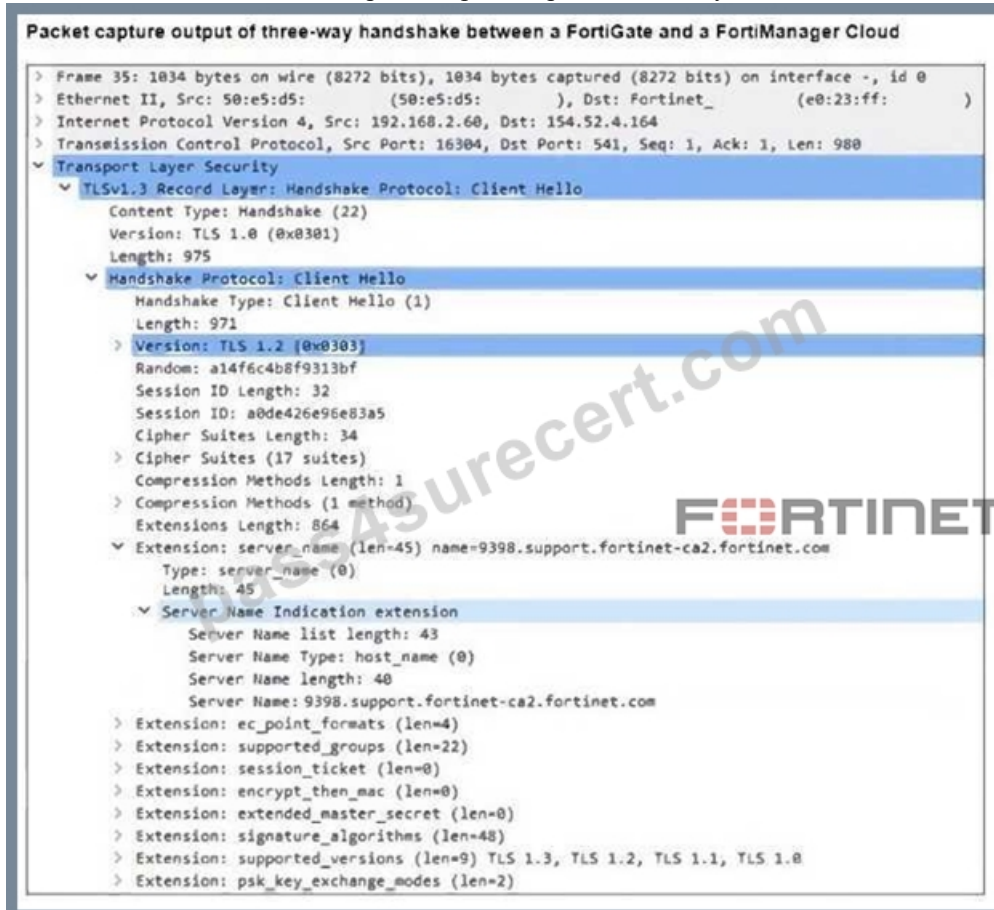 Packet capture output of three-way handshake between a FortiGate and a FortiManager Cloud
> Frame 35: 1034 bytes on wire (8272 bits), 1034 bytes captured (8272 bits) on interface -, id 0
> Ethernet II, Src: 50:e5:d5: (50:e5:d5: ), Dst: Fortinet_ (e0:23:ff: )
> Internet Protocol Version 4, Src: 192.168.2.60, Dst: 154.52.4.164
> Transmission Control Protocol, Src Port: 16304, Dst Port: 541, Seq: 1, Ack: 1, Len: 980
Transport Layer Security
TLSv1.3 Record Layer: Handshake Protocol: Client Hello
Content Type: Handshake (22)
Version: TLS 1.0 (0x0301)
Length: 975
Handshake Protocol: Client Hello
Handshake Type: Client Hello (1)
Length: 971
> Version: TLS 1.2 (0x0303)
Random: a14f6c4b8f9313bf
Session ID Length: 32
Session ID: a0de426e96e83a5
Cipher Suites Length: 34
> Cipher Suites (17 suites)
Compression Methods Length: 1
> Compression Methods (1 method)
Extensions Length: 864
Extension: server_name (len=45) name=9398.support.fortinet-ca2.fortinet.com
Type: server_name (0)
Length: 45
Server Name Indication extension
Server Name list length: 43
Server Name Type: host_name (0)
Server Name length: 40
Server Name: 9398.support.fortinet-ca2.fortinet.com
> Extension: ec_point_formats (len=4)
> Extension: supported_groups (len=22)
> Extension: session_ticket (len=0)
> Extension: encrypt_then_mac (len=0)
> Extension: extended_master_secret (len=0)
> Extension: signature_algorithms (len=48)
> Extension: supported_versions (len=9) TLS 1.3, TLS 1.2, TLS 1.1, TLS 1.0
> Extension: psk_key_exchange_modes (len=2)
pass4surecert.com
FORTINET